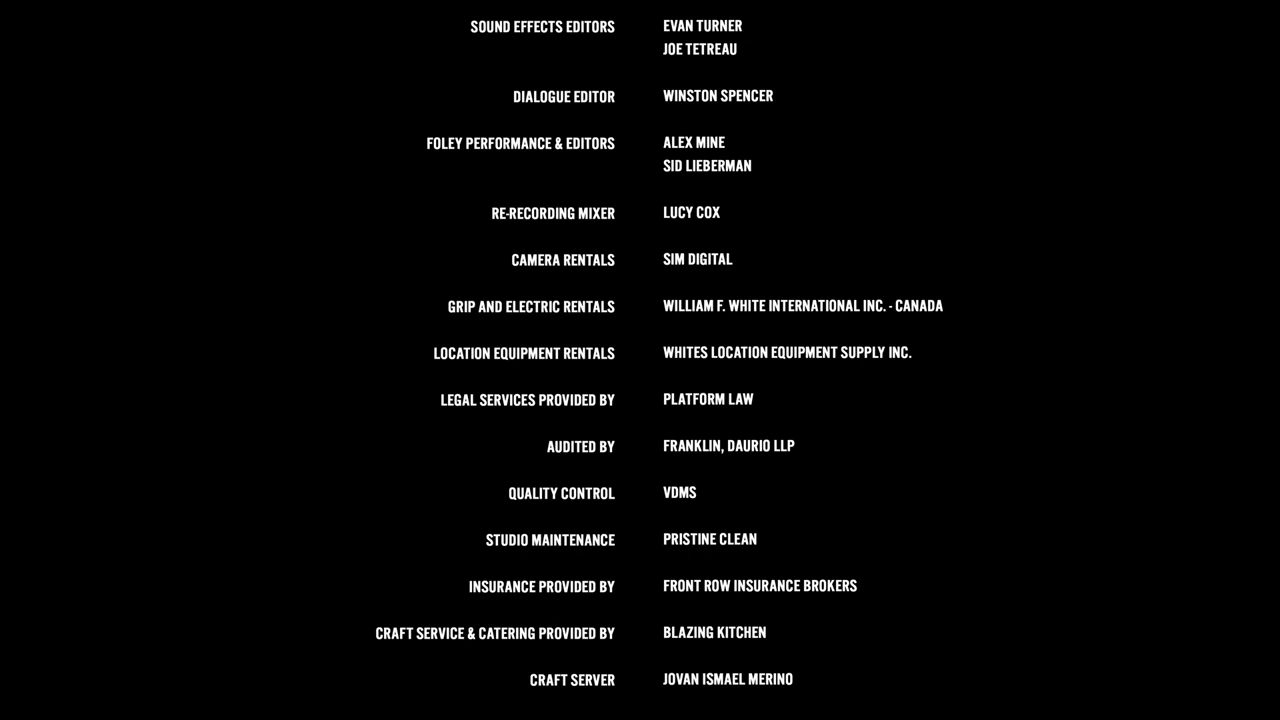 SOUND EFFECTS EDITORS EVAN TURNER
JOE TETREAU
DIALOGUE EDITOR WINSTON SPENCER
FOLEY PERFORMANCE & EDITORS ALEX MINE
SID LIEBERMAN
RE-RECORDING MIXER LUCY COX
CAMERA RENTALS SIM DIGITAL
GRIP AND ELECTRIC RENTALS WILLIAM F. WHITE INTERNATIONAL INC. - CANADA
LOCATION EQUIPMENT RENTALS WHITES LOCATION EQUIPMENT SUPPLY INC.
LEGAL SERVICES PROVIDED BY PLATFORM LAW
AUDITED BY FRANKLIN, DAURIO LLP
QUALITY CONTROL VDMS
STUDIO MAINTENANCE PRISTINE CLEAN
INSURANCE PROVIDED BY FRONT ROW INSURANCE BROKERS
CRAFT SERVICE & CATERING PROVIDED BY BLAZING KITCHEN
CRAFT SERVER JOVAN ISMAEL MERINO